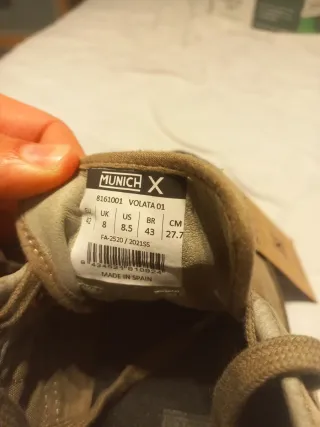 MUNICH X
8161001 VOLATA 01
UK US BR CM
42 8 8.5 43 27.7
FA-2520 / 2021SS
MADE IN SPAIN